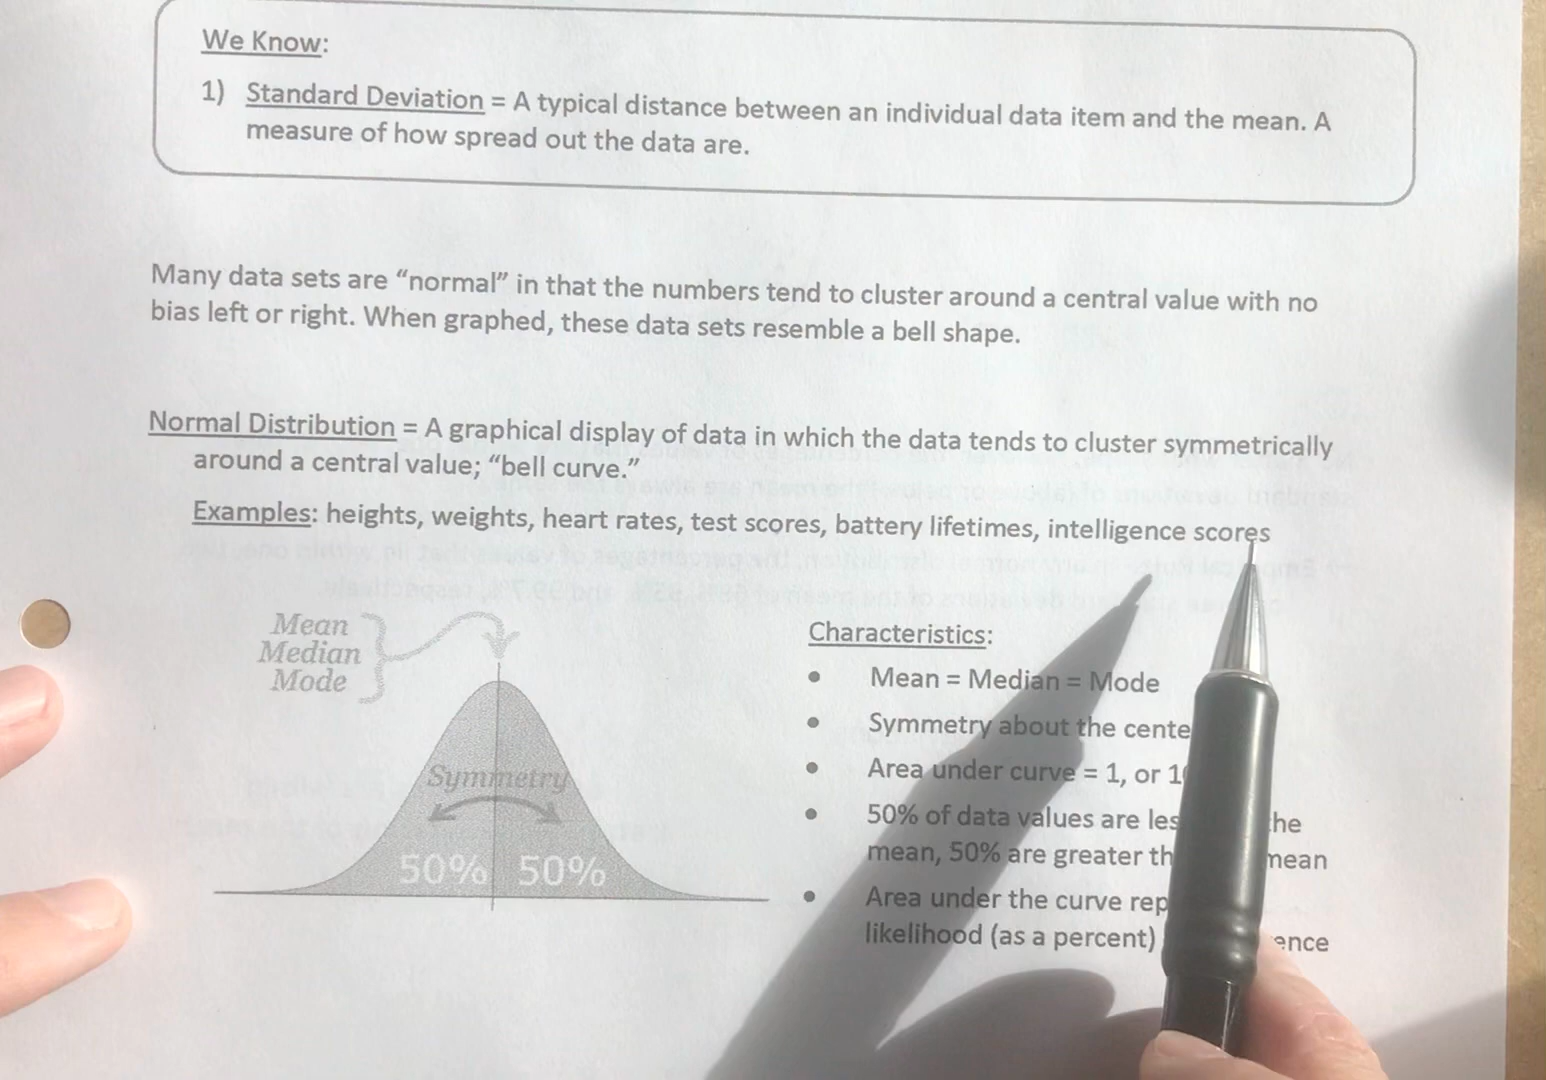 We Know:
1) Standard Deviation = A typical distance between an individual data item and the mean. A
measure of how spread out the data are.
Many data sets are “normal” in that the numbers tend to cluster around a central value with no
bias left or right. When graphed, these data sets resemble a bell shape.
Normal Distribution = A graphical display of data in which the data tends to cluster symmetrically
around a central value; “bell curve.”
Examples: heights, weights, heart rates, test scores, battery lifetimes, intelligence scores
Mean
Median
Mode
Symmetry
50% 50%
Characteristics:
• Mean = Median = Mode
• Symmetry about the cente
• Area under curve = 1, or 1
• 50% of data values are les he
mean, 50% are greater th mean
• Area under the curve rep
likelihood (as a percent) ence